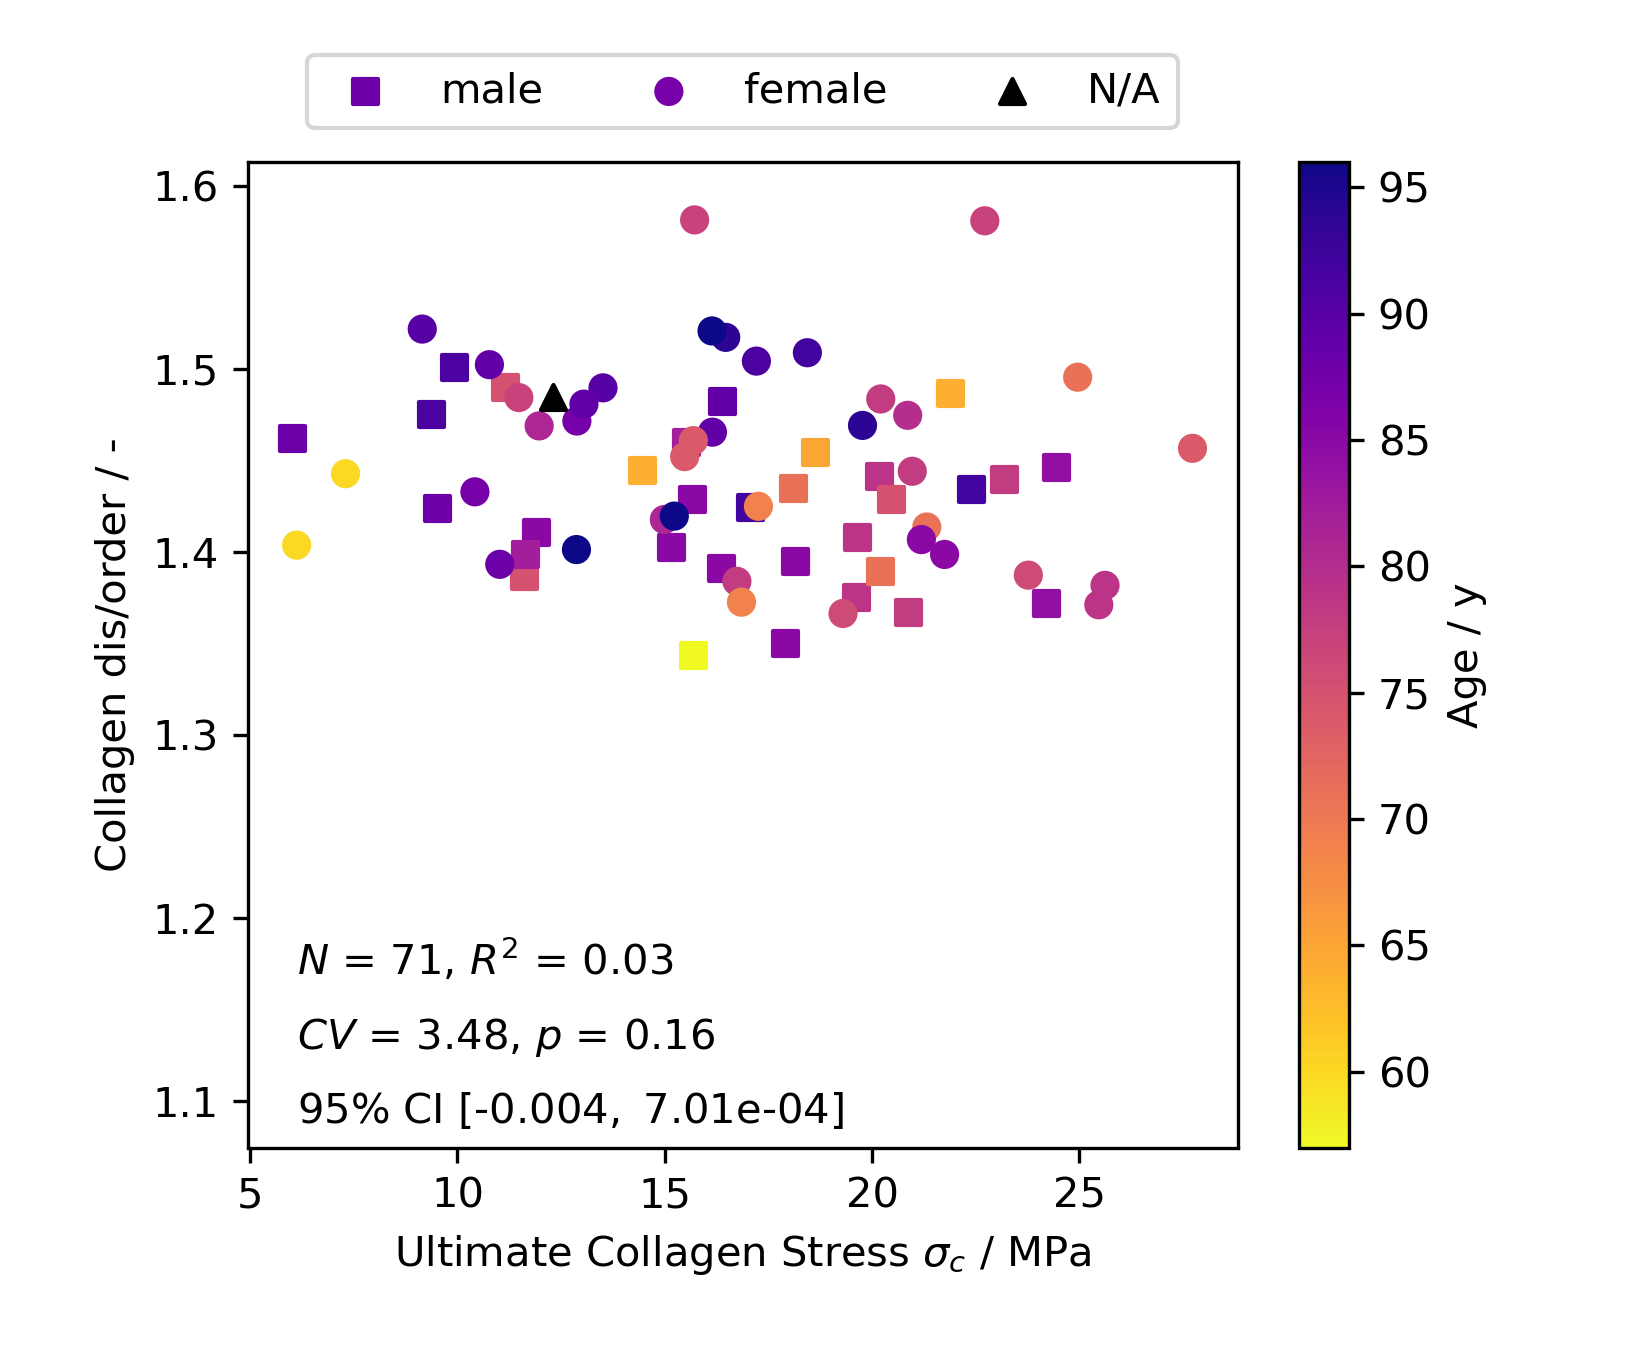 male female N/A
1.6
1.5
1.4
1.3
1.2
1.1
Collagen dis/order / -
N = 71, R² = 0.03
CV = 3.48, p = 0.16
95% CI [-0.004, 7.01e-04]
5 10 15 20 25
Ultimate Collagen Stress σc / MPa
95
90
85
80
75
70
65
60
Age / y